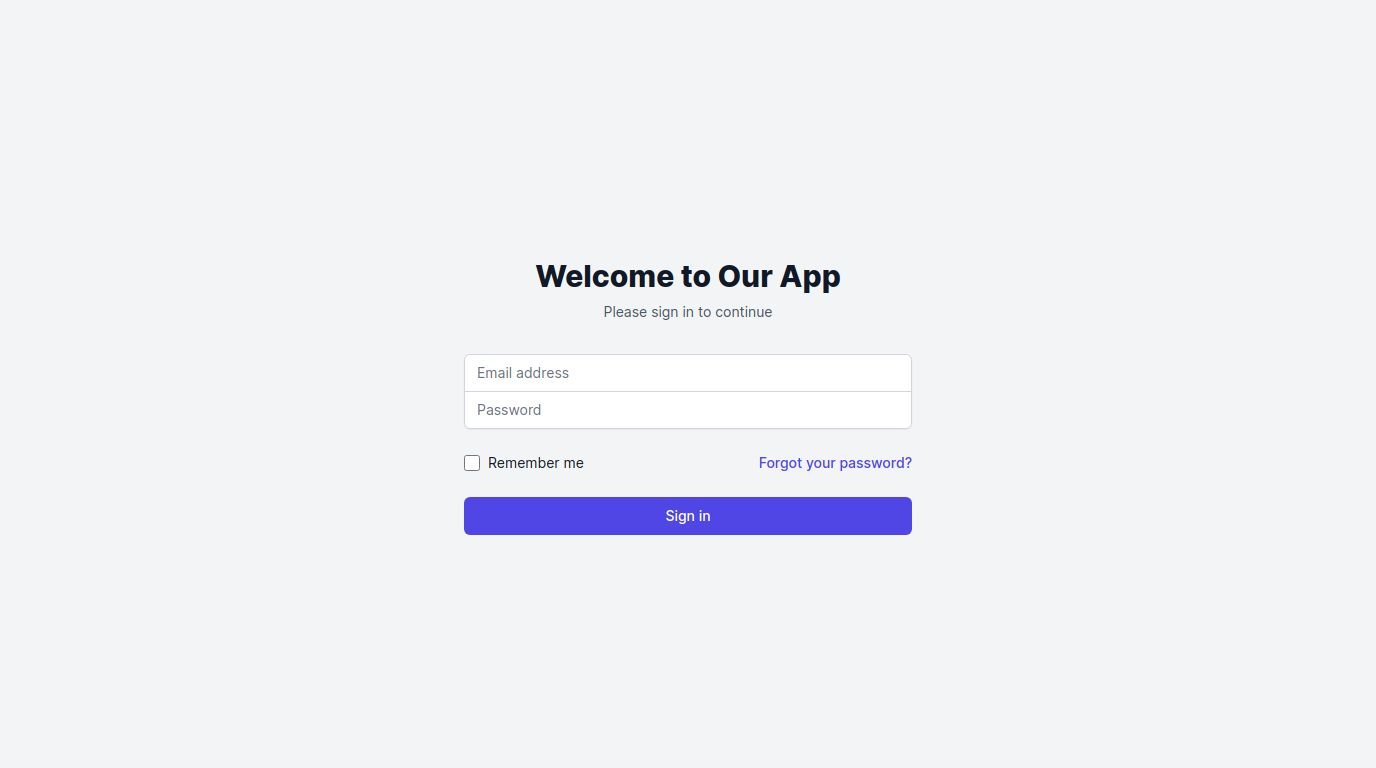 Welcome to Our App
Please sign in to continue
Email address
Password
Remember me
Forgot your password?
Sign in